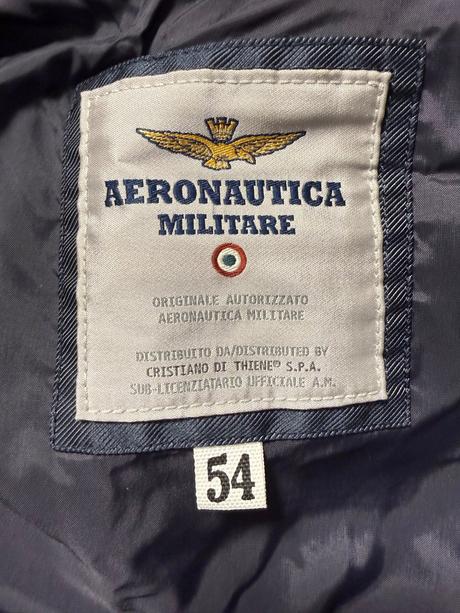 AERONAUTICA
MILITARE
ORIGINALE AUTORIZZATO
AERONAUTICA MILITARE
DISTRIBUITO DA/DISTRIBUTED BY
CRISTIANO DI THIENE® S.P.A.
SUB-LICENZIATARIO UFFICIALE A.M.
54